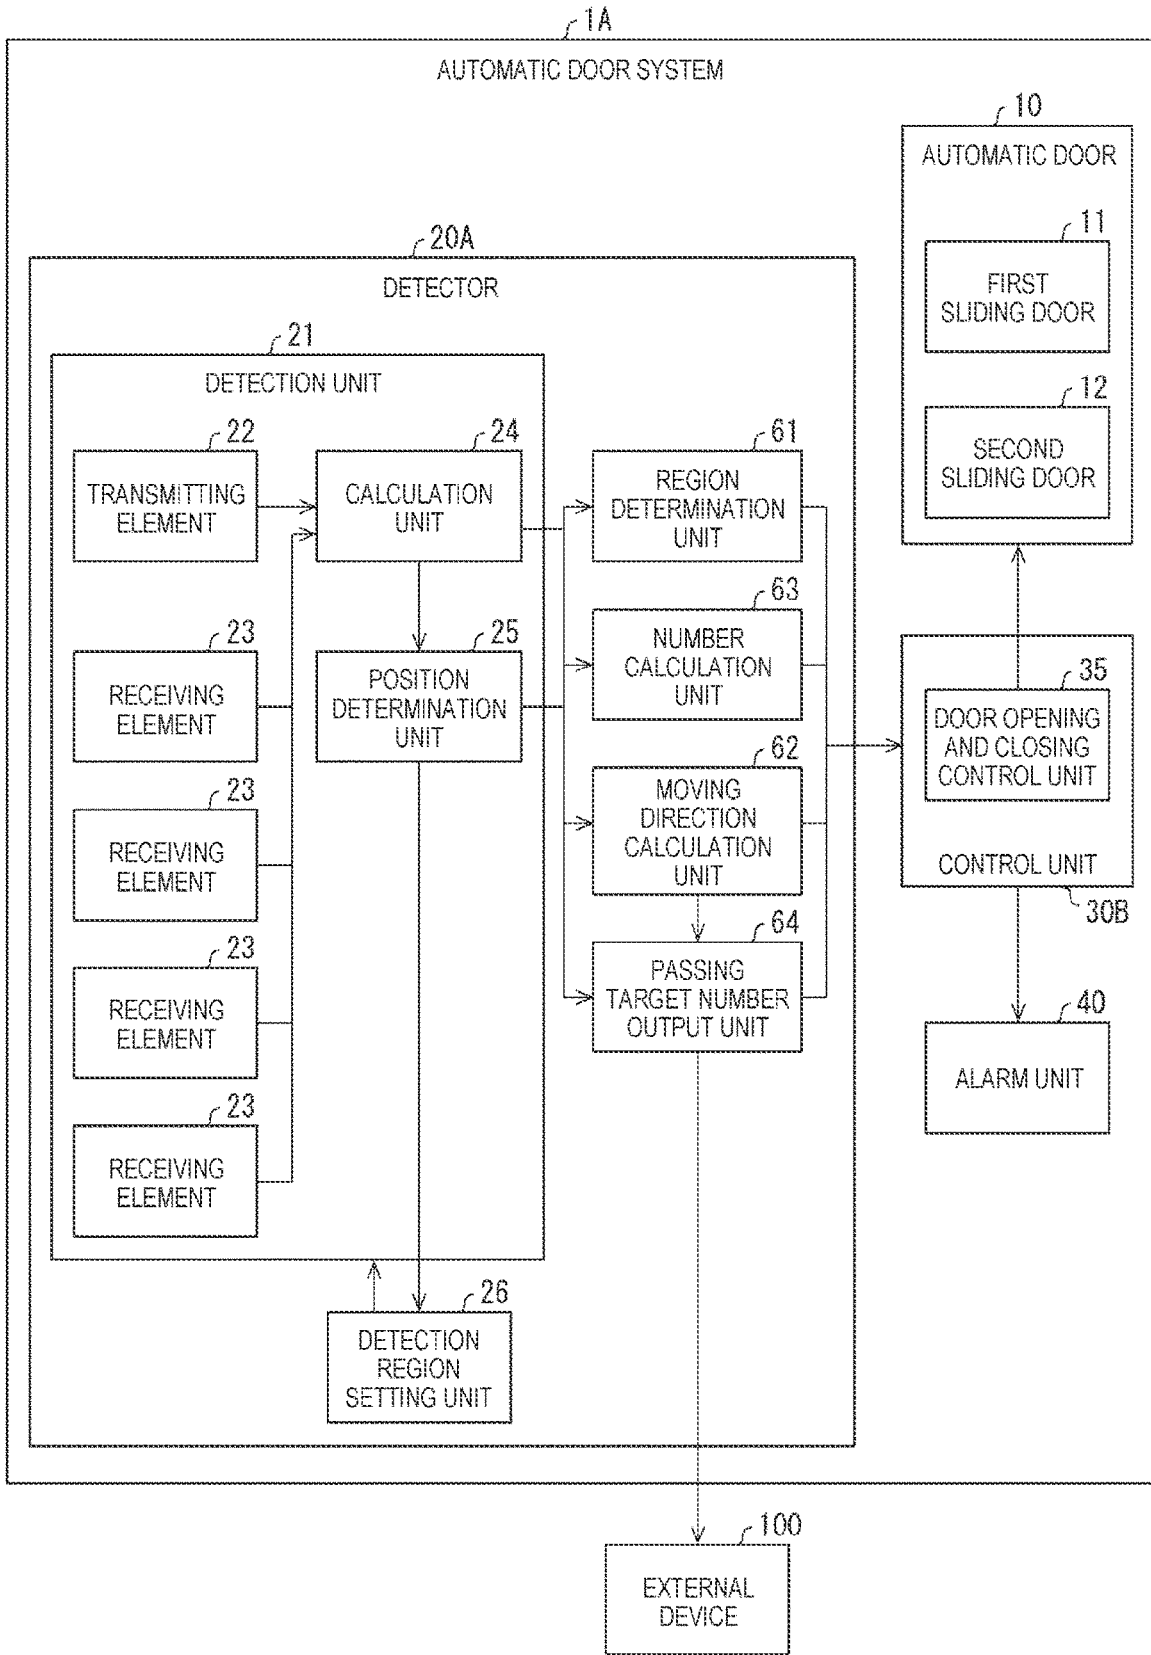 1A
AUTOMATIC DOOR SYSTEM
10
AUTOMATIC DOOR
11
FIRST
SLIDING DOOR
12
SECOND
SLIDING DOOR
20A
DETECTOR
21
DETECTION UNIT
22
TRANSMITTING
ELEMENT
24
CALCULATION
UNIT
61
REGION
DETERMINATION
UNIT
23
RECEIVING
ELEMENT
25
POSITION
DETERMINATION
UNIT
63
NUMBER
CALCULATION
UNIT
35
DOOR OPENING
AND CLOSING
CONTROL UNIT
CONTROL UNIT
30B
23
RECEIVING
ELEMENT
62
MOVING
DIRECTION
CALCULATION
UNIT
23
RECEIVING
ELEMENT
64
PASSING
TARGET NUMBER
OUTPUT UNIT
40
ALARM UNIT
23
RECEIVING
ELEMENT
26
DETECTION
REGION
SETTING UNIT
100
EXTERNAL
DEVICE